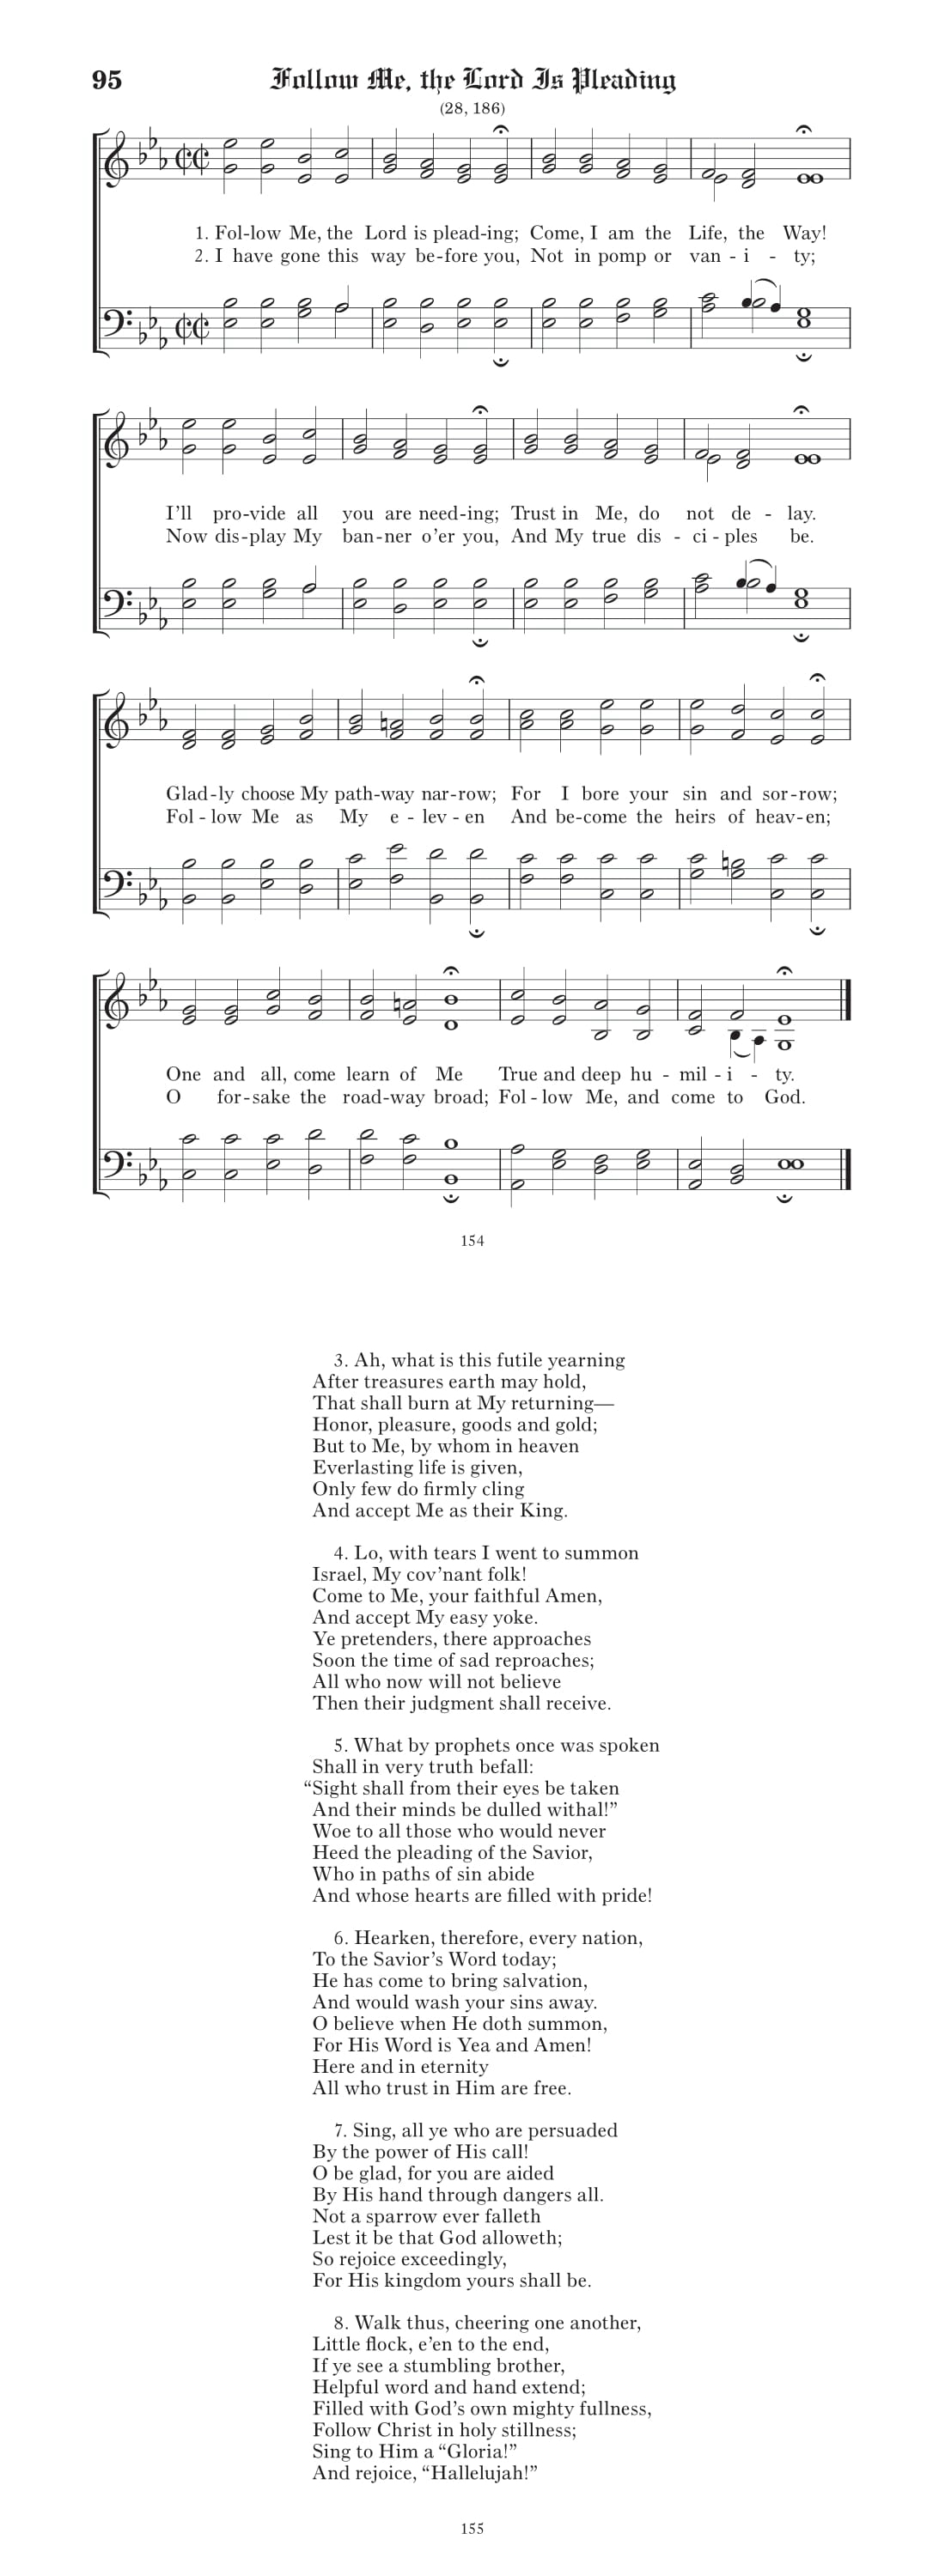 95 Follow Me, the Lord Is Pleading
(28, 186)
1. Fol-low Me, the Lord is plead-ing; Come, I am the Life, the Way!
2. I have gone this way be-fore you, Not in pomp or van - i - ty;
I’ll pro-vide all you are need-ing; Trust in Me, do not de - lay.
Now dis-play My ban-ner o’er you, And My true dis - ci - ples be.
Glad-ly choose My path-way nar-row; For I bore your sin and sor-row;
Fol - low Me as My e - lev - en And be-come the heirs of heav-en;
One and all, come learn of Me True and deep hu - mil - i - ty.
O for-sake the road-way broad; Fol - low Me, and come to God.
154
3. Ah, what is this futile yearning
After treasures earth may hold,
That shall burn at My returning—
Honor, pleasure, goods and gold;
But to Me, by whom in heaven
Everlasting life is given,
Only few do firmly cling
And accept Me as their King.
4. Lo, with tears I went to summon
Israel, My cov’nant folk!
Come to Me, your faithful Amen,
And accept My easy yoke.
Ye pretenders, there approaches
Soon the time of sad reproaches;
All who now will not believe
Then their judgment shall receive.
5. What by prophets once was spoken
Shall in very truth befall:
“Sight shall from their eyes be taken
And their minds be dulled withal!”
Woe to all those who would never
Heed the pleading of the Savior,
Who in paths of sin abide
And whose hearts are filled with pride!
6. Hearken, therefore, every nation,
To the Savior’s Word today;
He has come to bring salvation,
And would wash your sins away.
O believe when He doth summon,
For His Word is Yea and Amen!
Here and in eternity
All who trust in Him are free.
7. Sing, all ye who are persuaded
By the power of His call!
O be glad, for you are aided
By His hand through dangers all.
Not a sparrow ever falleth
Lest it be that God alloweth;
So rejoice exceedingly,
For His kingdom yours shall be.
8. Walk thus, cheering one another,
Little flock, e’en to the end,
If ye see a stumbling brother,
Helpful word and hand extend;
Filled with God’s own mighty fullness,
Follow Christ in holy stillness;
Sing to Him a “Gloria!”
And rejoice, “Hallelujah!”
155